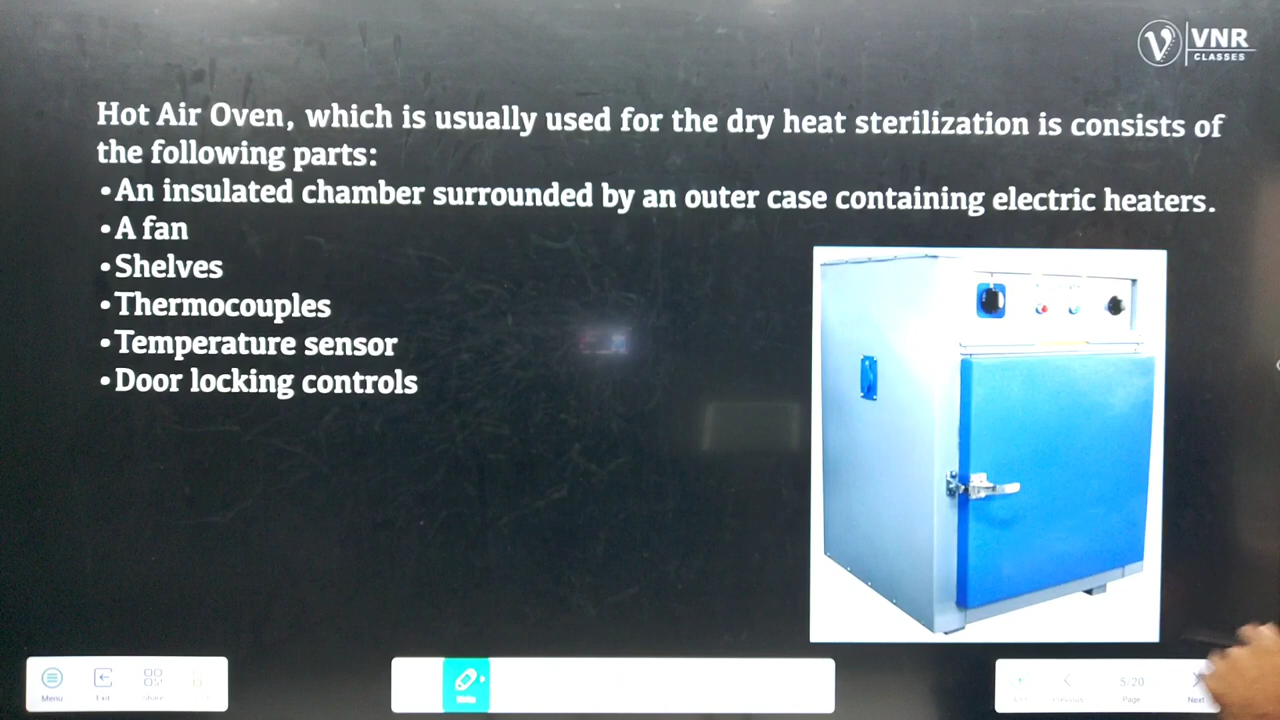 VNR
CLASSES
Hot Air Oven, which is usually used for the dry heat sterilization is consists of
the following parts:
•An insulated chamber surrounded by an outer case containing electric heaters.
•A fan
•Shelves
•Thermocouples
•Temperature sensor
•Door locking controls
Menu
Exit
Share
5/20
Previous
Page
Next